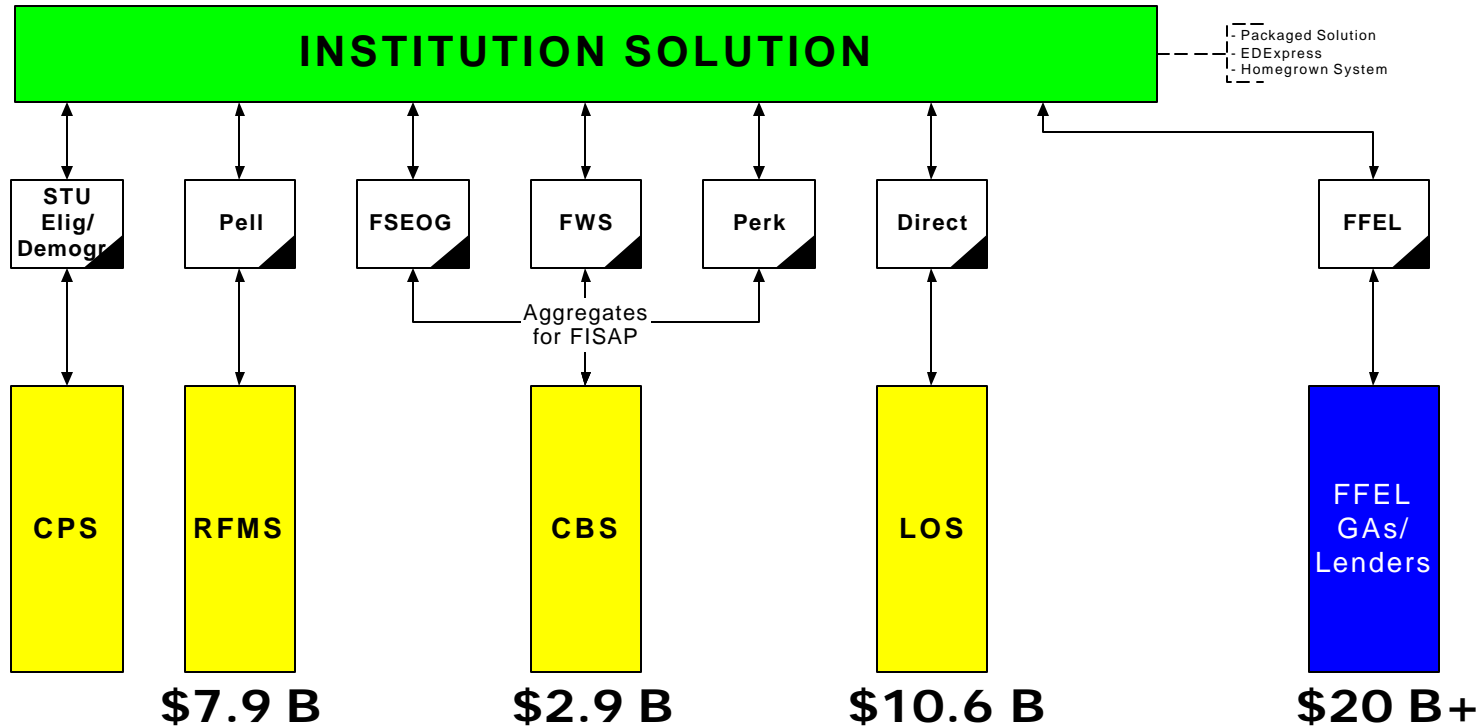 INSTITUTION SOLUTION
- Packaged Solution
- EDExpress
- Homegrown System
STU
Elig/
Demogr
Pell
FSEOG
FWS
Perk
Direct
FFEL
Aggregates
for FISAP
CPS
RFMS
CBS
LOS
FFEL
GAs/
Lenders
$7.9 B
$2.9 B
$10.6 B
$20 B+